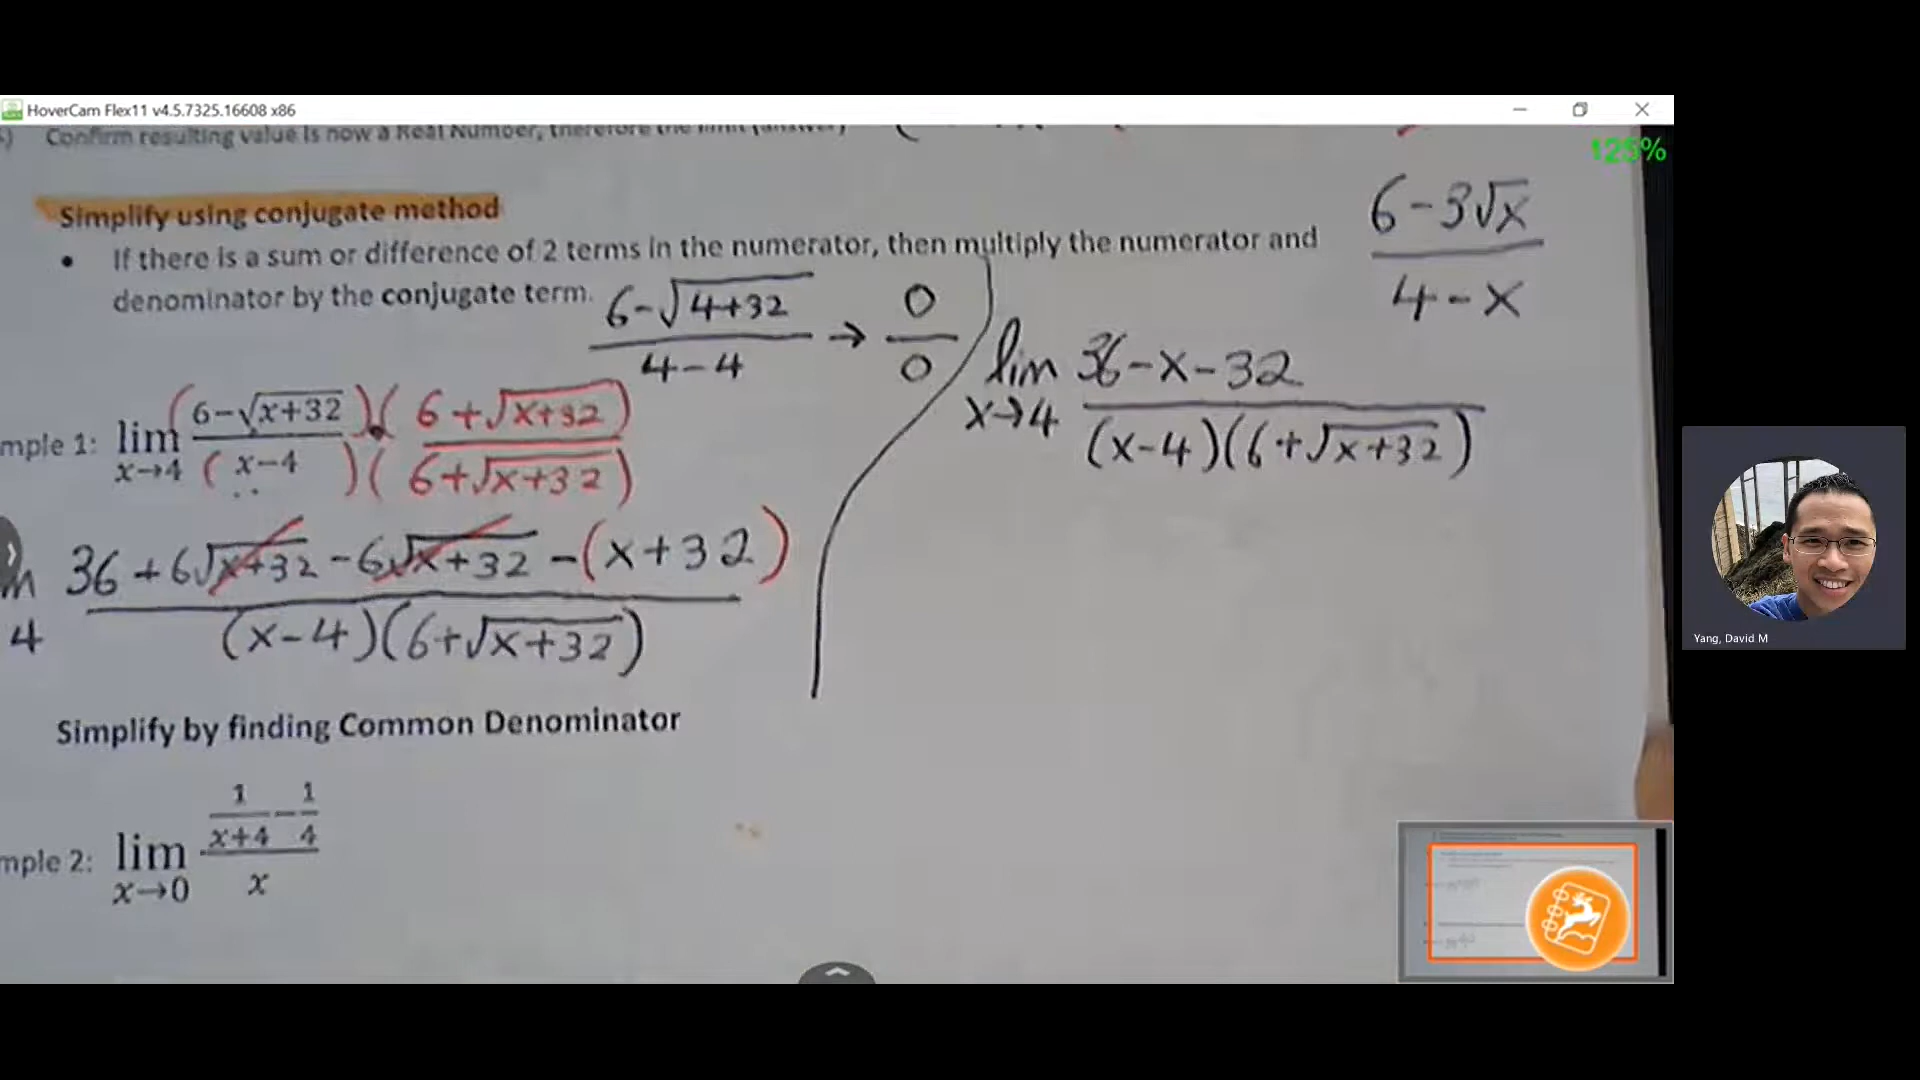 HoverCam Flex11 v4.5.7325.16608 x86
Confirm resulting value is now a Real Number, therefore the limit (answer)
125%
Simplify using conjugate method
• If there is a sum or difference of 2 terms in the numerator, then multiply the numerator and
denominator by the conjugate term.
6-√(4+32)
4-4
→ 0
0
6-3√x
4-x
mple 1: lim x→4 (6-√(x+32))(6+√(x+32))
(x-4)(6+√(x+32))
36+6√(x+32)-6√(x+32)-(x+32)
4 (x-4)(6+√(x+32))
lim x→4 36-x-32
(x-4)(6+√(x+32))
Simplify by finding Common Denominator
mple 2: lim x→0 1/(x+4) - 1/4
x
Yang, David M